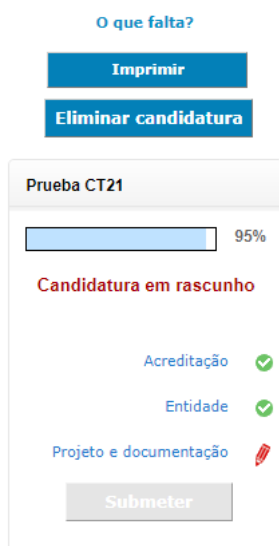 O que falta?
Imprimir
Eliminar candidatura
Prueba CT21
95%
Candidatura em rascunho
Acreditação
Entidade
Projeto e documentação
Submeter